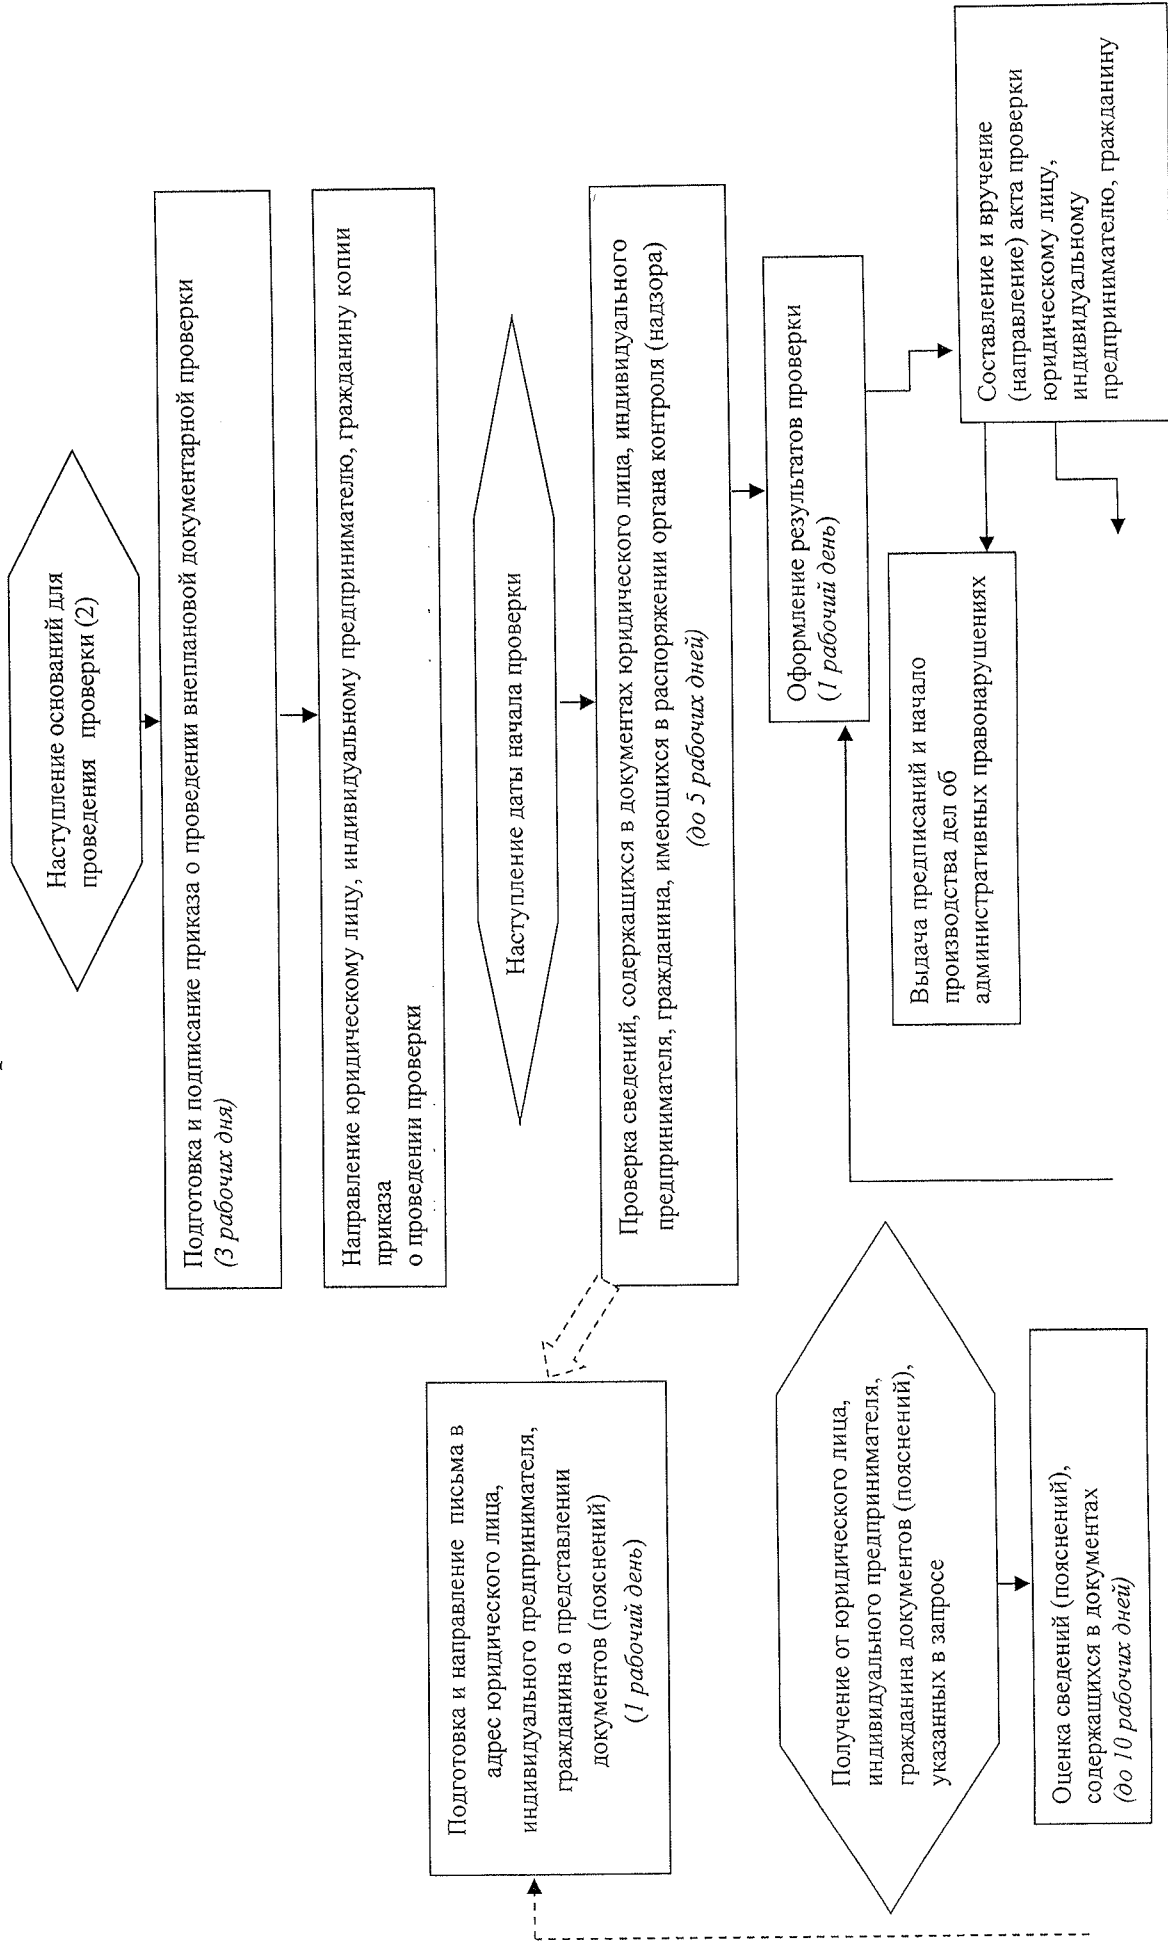 Наступление оснований для
проведения проверки (2)
Подготовка и подписание приказа о проведении внеплановой документарной проверки
(3 рабочих дня)
Направление юридическому лицу, индивидуальному предпринимателю, гражданину копии
приказа
о проведении проверки
Наступление даты начала проверки
Проверка сведений, содержащихся в документах юридического лица, индивидуального
предпринимателя, гражданина, имеющихся в распоряжении органа контроля (надзора)
(до 5 рабочих дней)
Подготовка и направление письма в
адрес юридического лица,
индивидуального предпринимателя,
гражданина о представлении
документов (пояснений)
(1 рабочий день)
Оформление результатов проверки
(1 рабочий день)
Получение от юридического лица,
индивидуального предпринимателя,
гражданина документов (пояснений),
указанных в запросе
Выдача предписаний и начало
производства дел об
административных правонарушениях
Составление и вручение
(направление) акта проверки
юридическому лицу,
индивидуальному
предпринимателю, гражданину
Оценка сведений (пояснений),
содержащихся в документах
(до 10 рабочих дней)